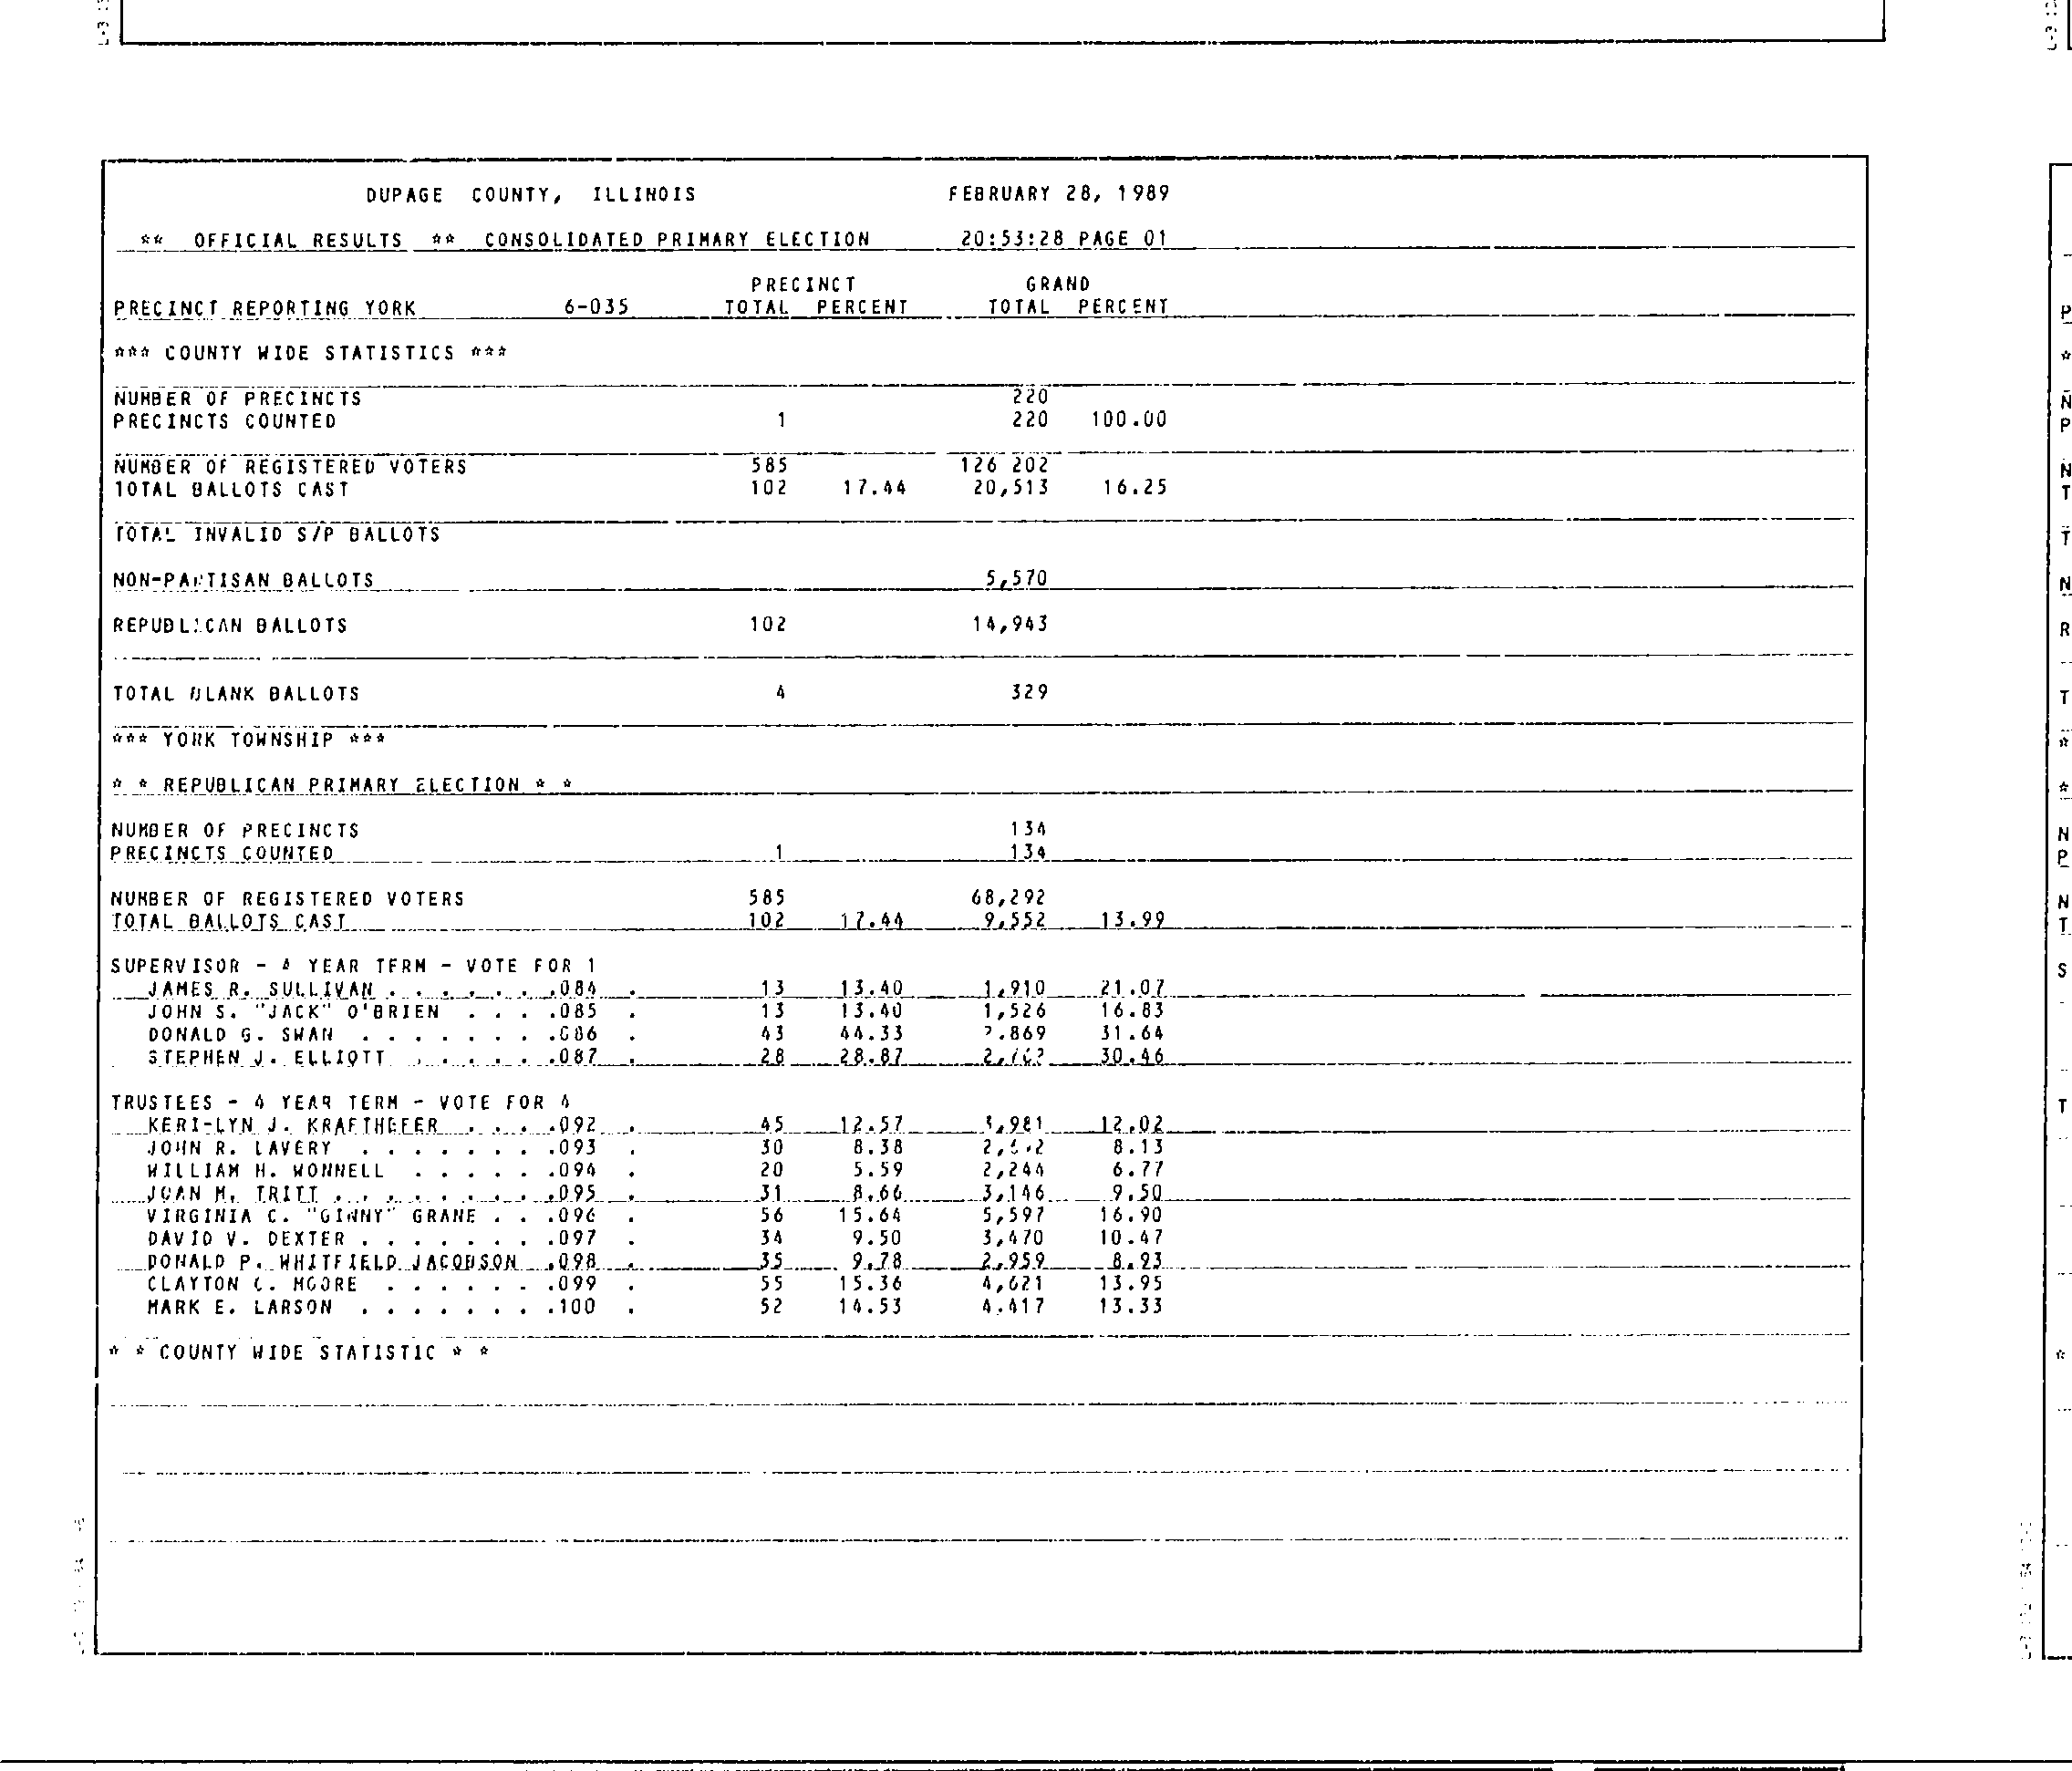 DUPAGE COUNTY, ILLINOIS FEBRUARY 28, 1989
** OFFICIAL RESULTS ** CONSOLIDATED PRIMARY ELECTION 20:53:28 PAGE 01
PRECINCT GRAND
PRECINCT REPORTING YORK 6-035 TOTAL PERCENT TOTAL PERCENT
*** COUNTY WIDE STATISTICS ***
NUMBER OF PRECINCTS 220
PRECINCTS COUNTED 1 220 100.00
NUMBER OF REGISTERED VOTERS 585 126 202
TOTAL BALLOTS CAST 102 17.44 20,513 16.25
TOTAL INVALID S/P BALLOTS
NON-PARTISAN BALLOTS 5,570
REPUBLICAN BALLOTS 102 14,943
TOTAL BLANK BALLOTS 4 329
*** YORK TOWNSHIP ***
* * REPUBLICAN PRIMARY ELECTION * *
NUMBER OF PRECINCTS 134
PRECINCTS COUNTED 1 134
NUMBER OF REGISTERED VOTERS 585 68,292
TOTAL BALLOTS CAST 102 17.44 9,552 13.99
SUPERVISOR - 4 YEAR TERM - VOTE FOR 1
JAMES R. SULLIVAN . . . . . . .084 . 13 13.40 1,910 21.07
JOHN S. "JACK" O'BRIEN . . . .085 . 13 13.40 1,526 16.83
DONALD G. SWAN . . . . . . . .086 . 43 44.33 2.869 31.64
STEPHEN J. ELLIOTT . . . . . .087 . 28 28.87 30.46
TRUSTEES - 4 YEAR TERM - VOTE FOR 4
KERI-LYN J. KRAFTHEFER . . . .092 . 45 12.57 3,981 12.02
JOHN R. LAVERY . . . . . . . .093 . 30 8.38 8.13
WILLIAM H. WONNELL . . . . . .094 . 20 5.59 2,244 6.77
JOAN M. TRITT . . . . . . . . .095 . 31 8.66 3,146 9.50
VIRGINIA C. "GINNY" GRANE . . .096 . 56 15.64 5,597 16.90
DAVID V. DEXTER . . . . . . . .097 . 34 9.50 3,470 10.47
DONALD P. WHITFIELD JACOBSON .098 . 35 9.78 2,959 8.93
CLAYTON C. MOORE . . . . . . .099 . 55 15.36 4,621 13.95
MARK E. LARSON . . . . . . . .100 . 52 14.53 4.417 13.33
* * COUNTY WIDE STATISTIC * *